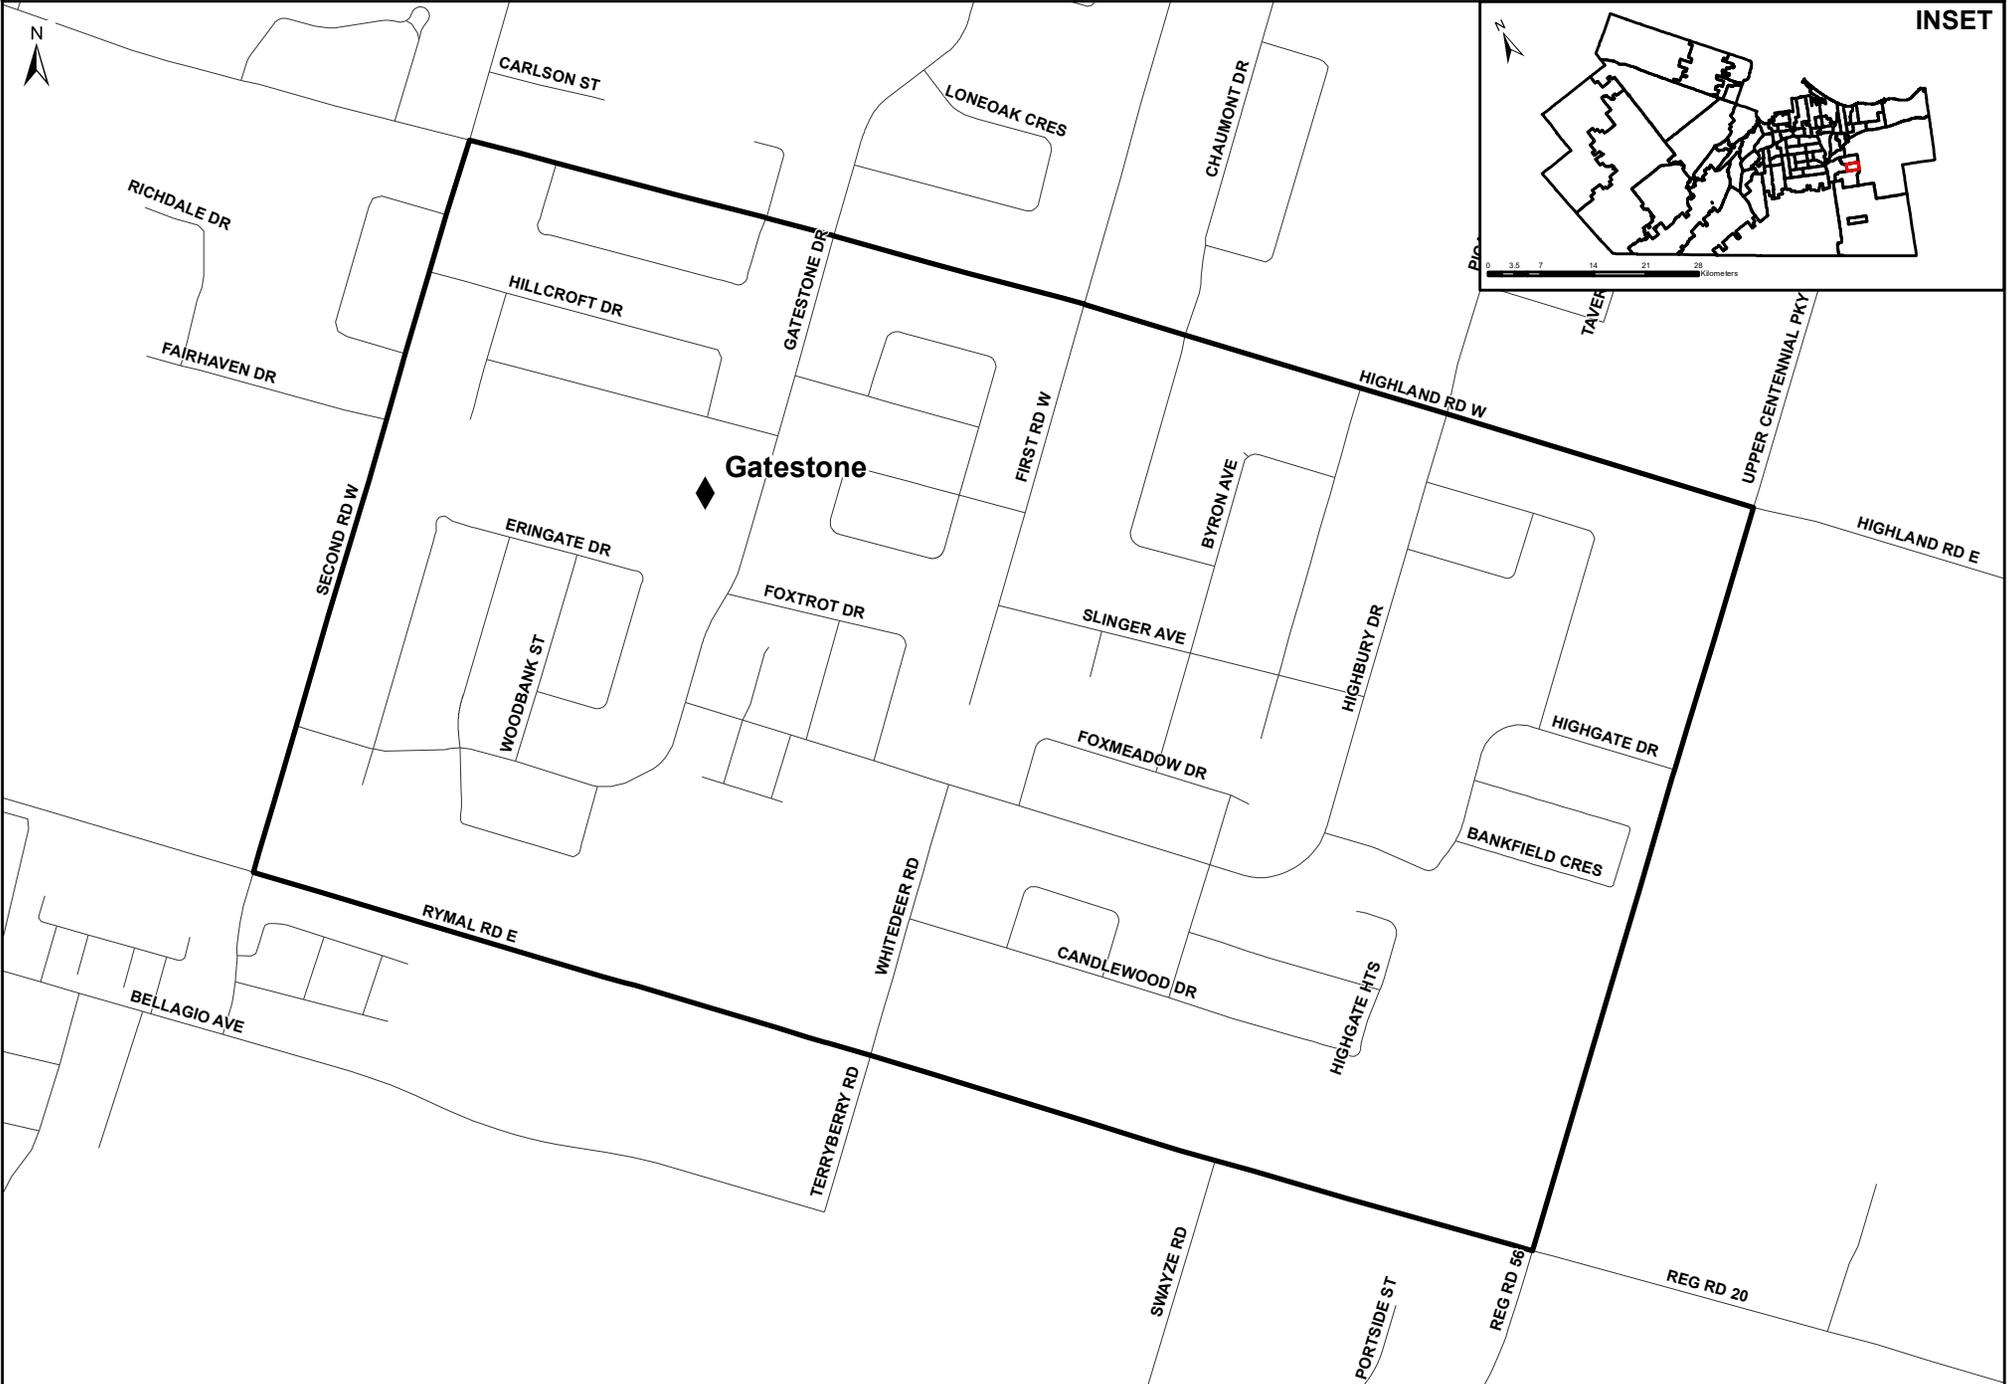 N
CARLSON ST
LONEOAK CRES
CHAUMONT DR
INSET
N
0 3.5 7 14 21 28
Kilometers
RICHDALE DR
FAIRHAVEN DR
HILLCROFT DR
GATESTONE DR
HIGHLAND RD W
UPPER CENTENNIAL PKY
HIGHLAND RD E
Gatestone
FIRST RD W
BYRON AVE
SECOND RD W
ERINGATE DR
FOXTROT DR
SLINGER AVE
HIGHBURY DR
WOODBANK ST
FOXMEADOW DR
HIGHGATE DR
BANKFIELD CRES
WHITEDEER RD
CANDLEWOOD DR
HIGHGATE HTS
RYMAL RD E
BELLAGIO AVE
TERRYBERRY RD
SWAYZE RD
PORTSIDE ST
REG RD 56
REG RD 20